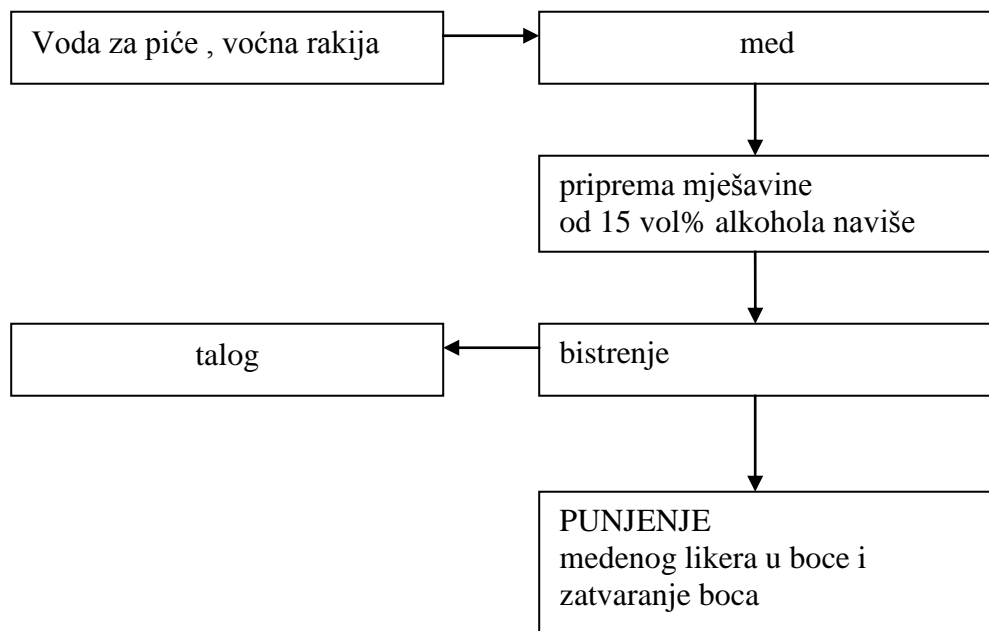 Voda za piće , voćna rakija
med
priprema mješavine
od 15 vol% alkohola naviše
talog
bistrenje
PUNJENJE
medenog likera u boce i
zatvaranje boca